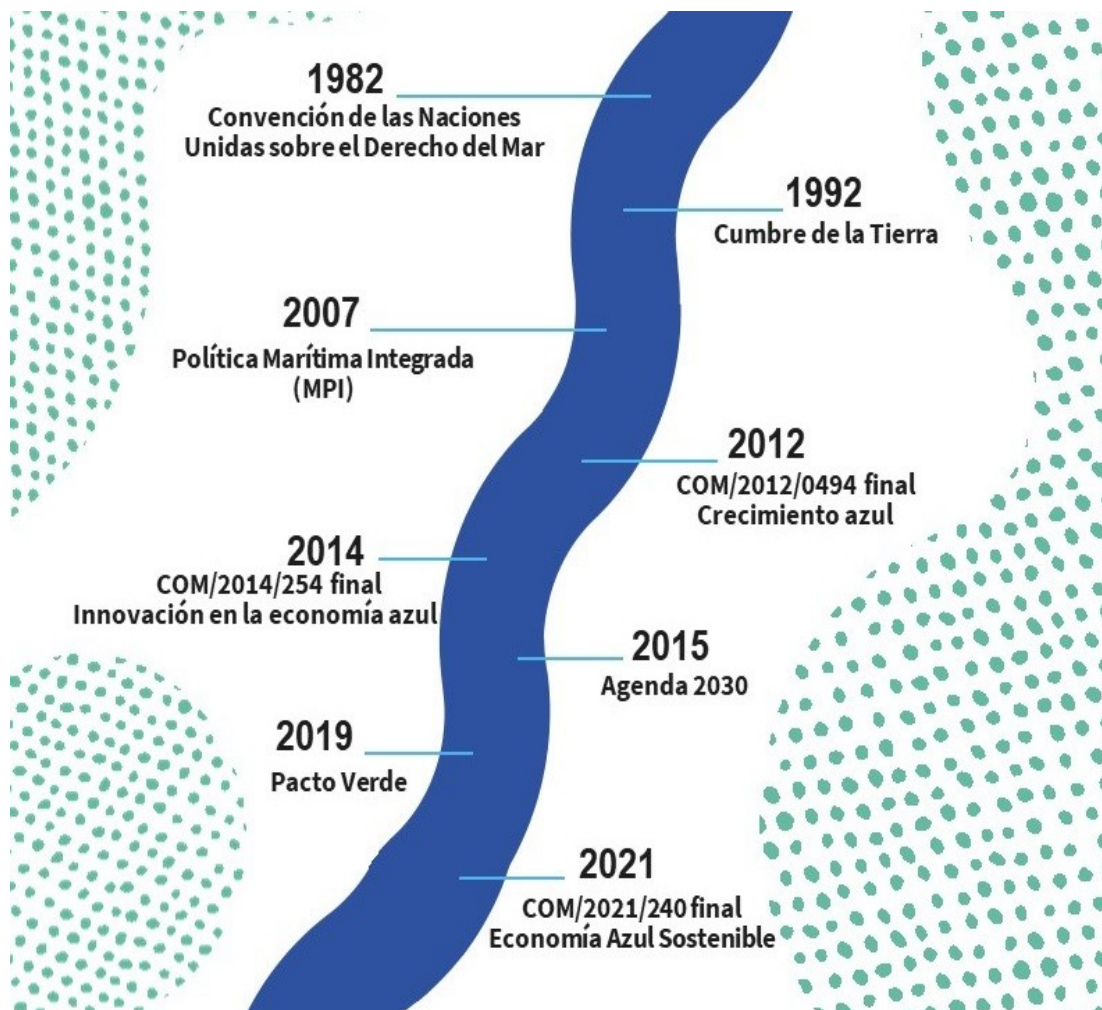 1982
Convención de las Naciones
Unidas sobre el Derecho del Mar
1992
Cumbre de la Tierra
2007
Política Marítima Integrada
(MPI)
2012
COM/2012/0494 final
Crecimiento azul
2014
COM/2014/254 final
Innovación en la economía azul
2015
Agenda 2030
2019
Pacto Verde
2021
COM/2021/240 final
Economía Azul Sostenible